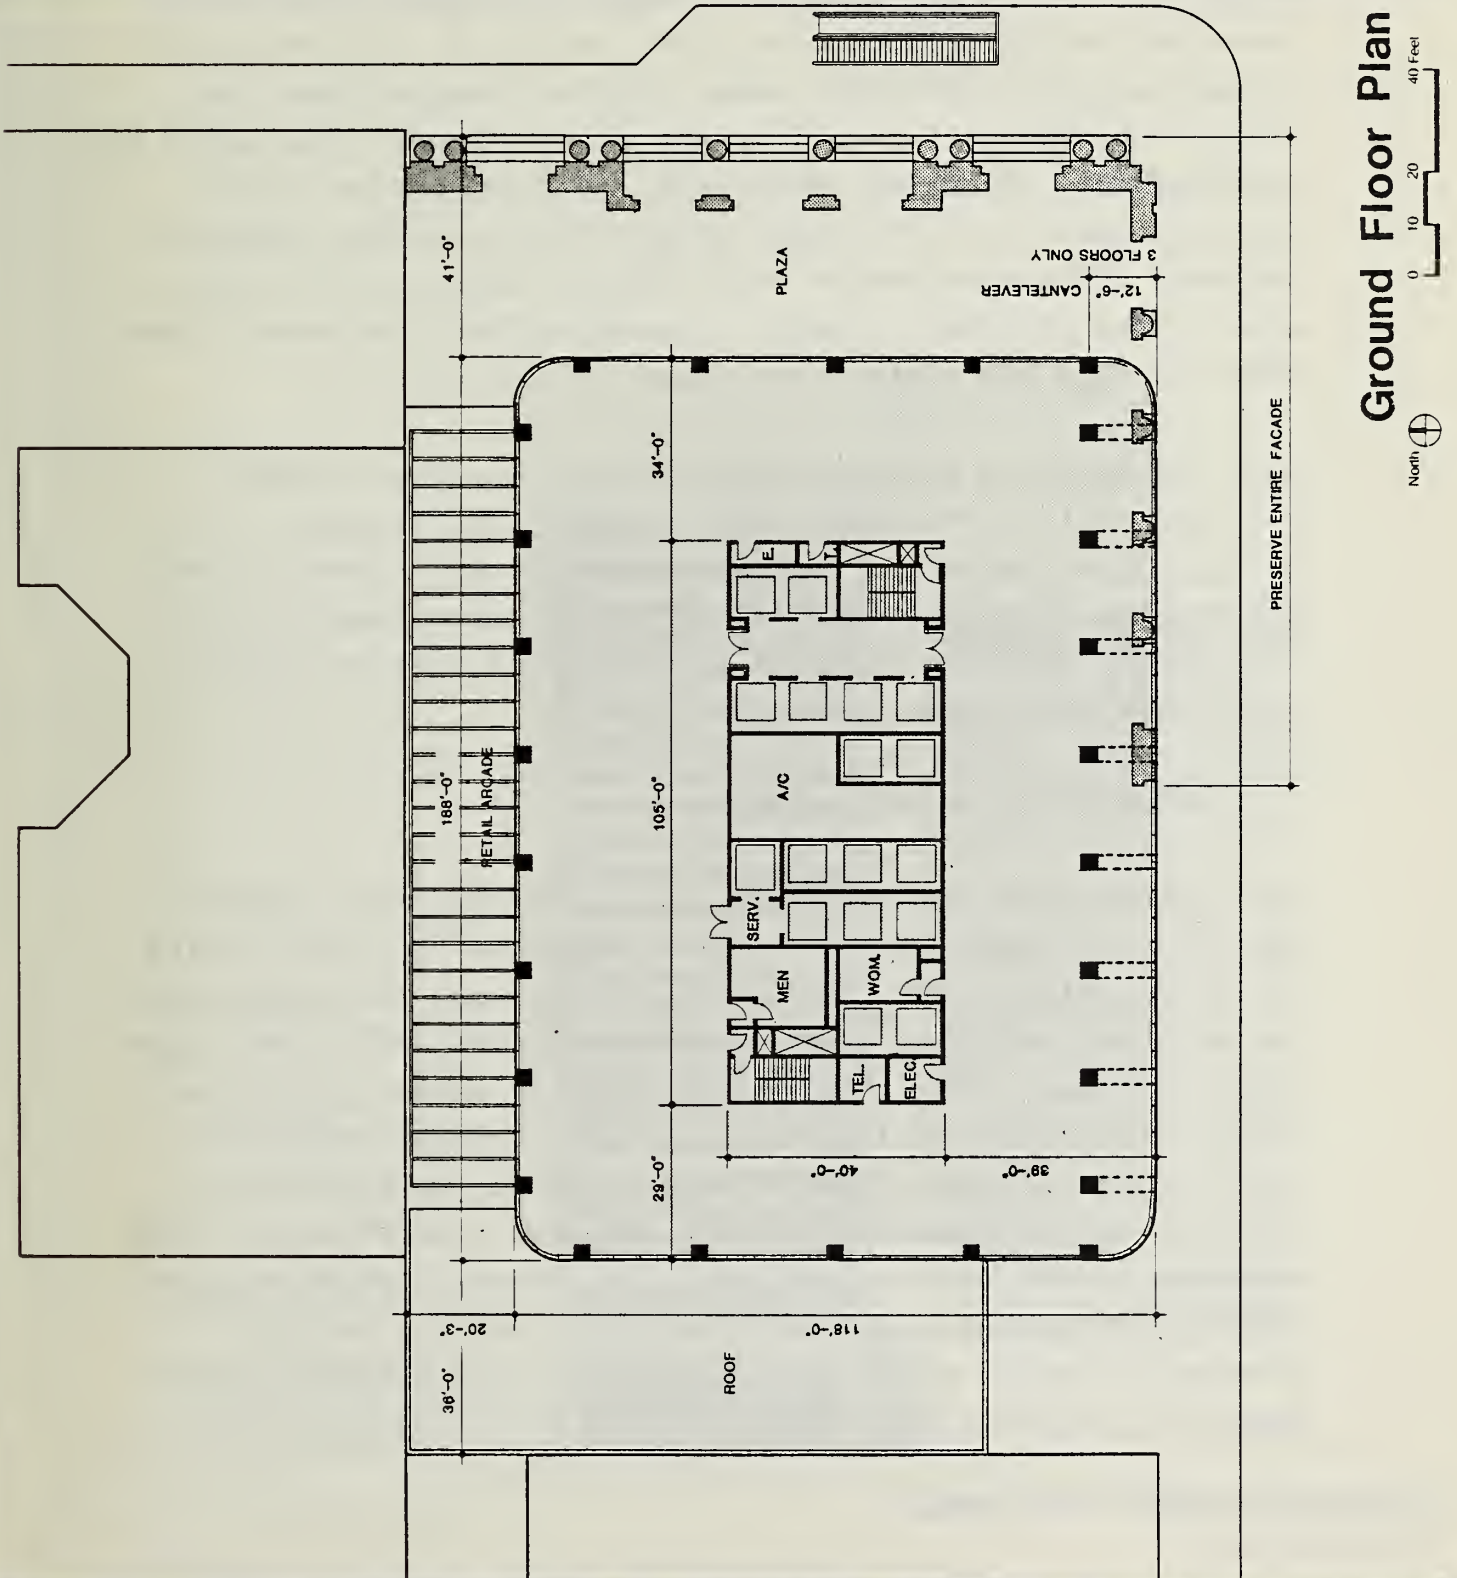 Ground Floor Plan
North
0 10 20 40 Feet
41'-0"
PLAZA
3 FLOORS ONLY
12'-6" CANTELEVER
34'-0"
PRESERVE ENTIRE FACADE
E.
T.
188'-0"
RETAIL ARCADE
105'-0"
A/C
SERV.
MEN
WOM.
TEL.
ELEC.
29'-0"
40'-0"
39'-0"
20'-3"
118'-0"
36'-0"
ROOF